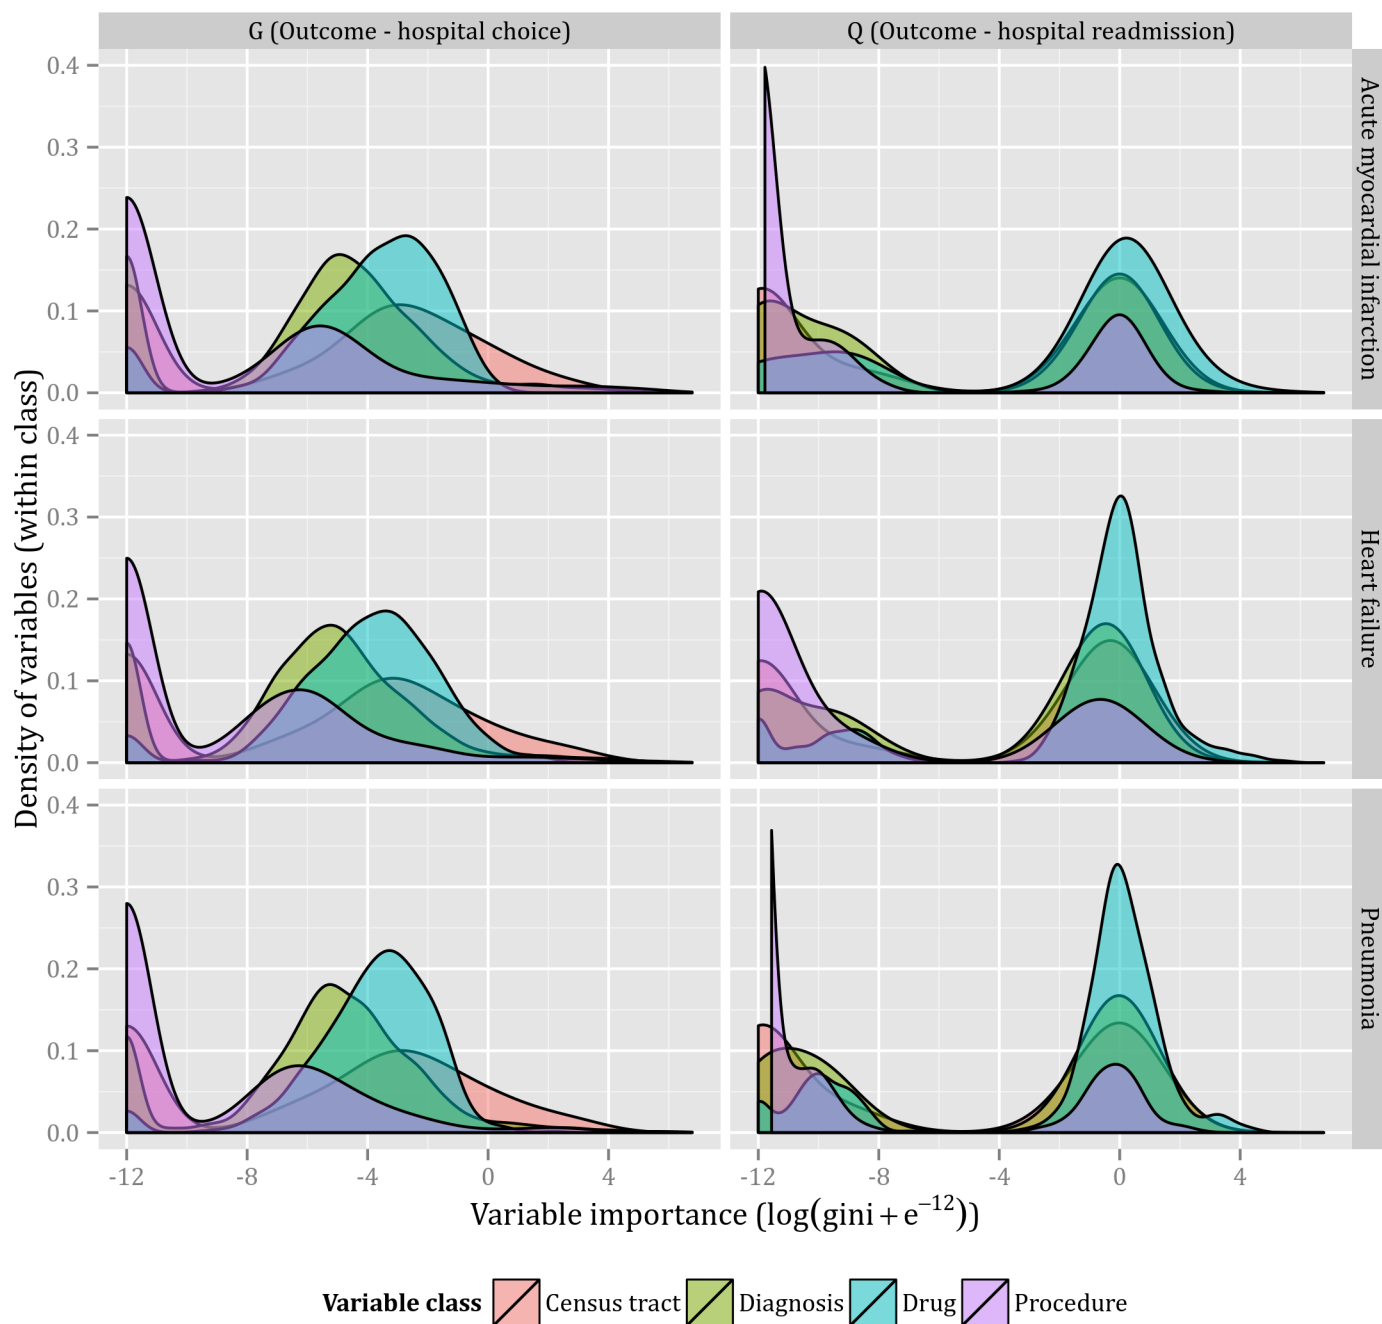 G (Outcome - hospital choice)
Q (Outcome - hospital readmission)
Density of variables (within class)
0.4
0.3
0.2
0.1
0.0
Acute myocardial infarction
0.4
0.3
0.2
0.1
0.0
Heart failure
0.4
0.3
0.2
0.1
0.0
Pneumonia
-12 -8 -4 0 4
-12 -8 -4 0 4
Variable importance (log(gini + e⁻¹²))
Variable class Census tract Diagnosis Drug Procedure